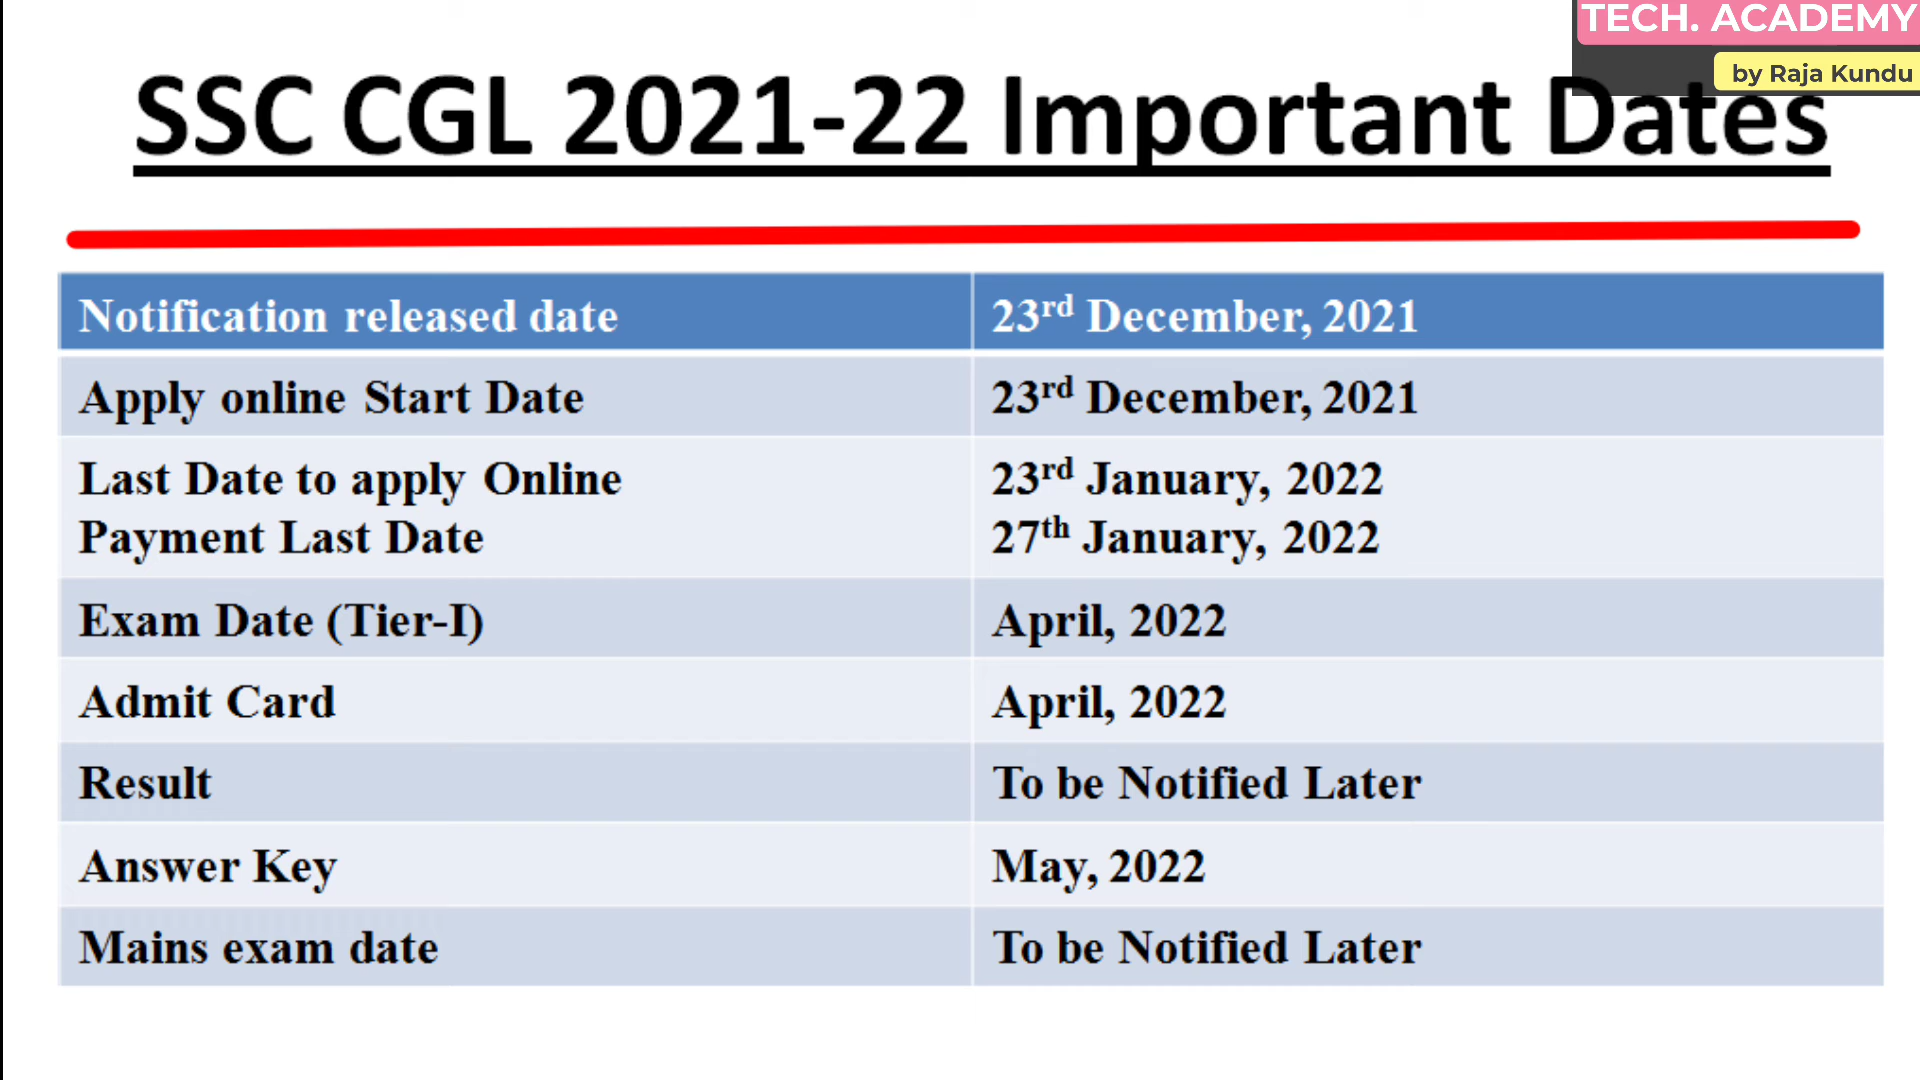 TECH. ACADEMY
by Raja Kundu
SSC CGL 2021-22 Important Dates
Notification released date 23rd December, 2021
Apply online Start Date 23rd December, 2021
Last Date to apply Online 23rd January, 2022
Payment Last Date 27th January, 2022
Exam Date (Tier-I) April, 2022
Admit Card April, 2022
Result To be Notified Later
Answer Key May, 2022
Mains exam date To be Notified Later